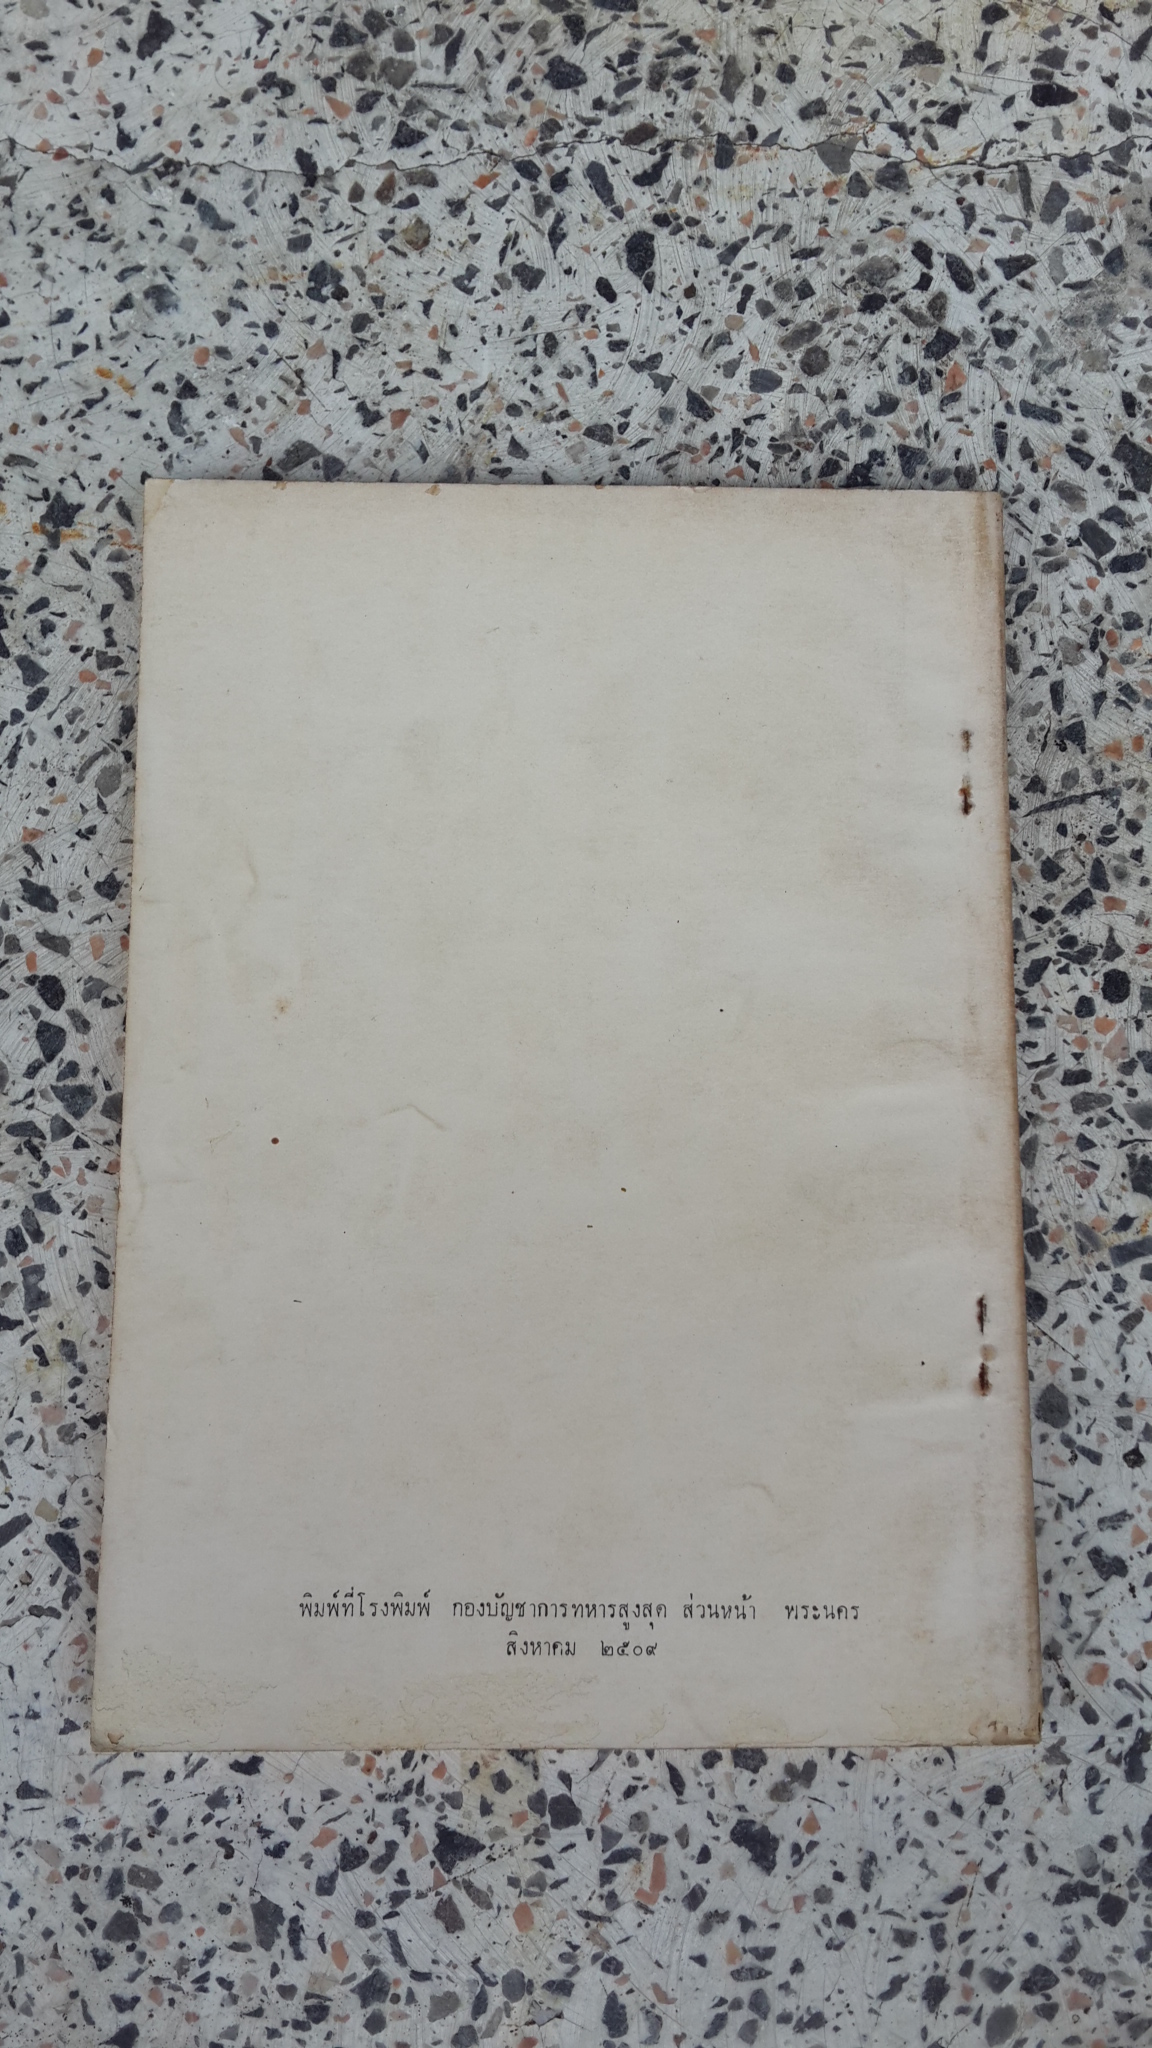 พิมพ์ที่โรงพิมพ์ กองบัญชาการทหารสูงสุด ส่วนหน้า พระนคร
สิงหาคม ๒๕๐๙